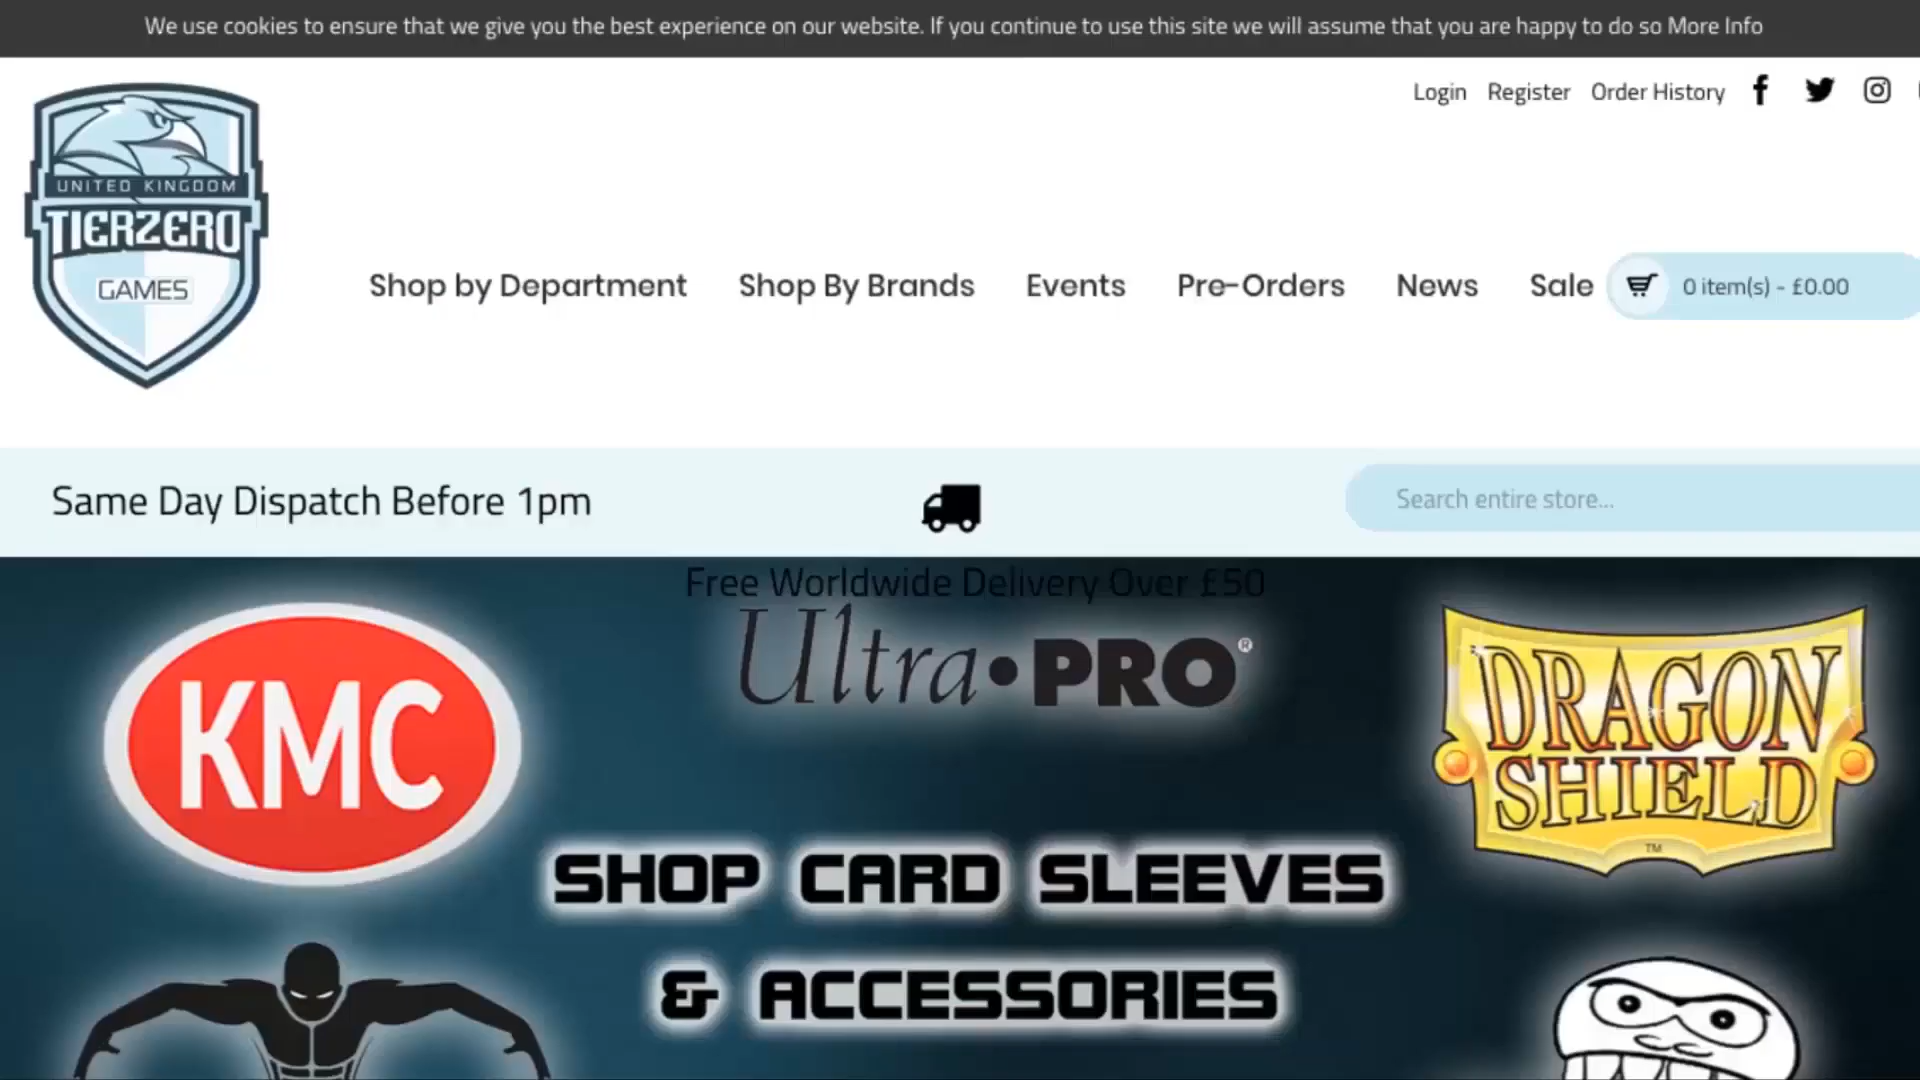 We use cookies to ensure that we give you the best experience on our website. If you continue to use this site we will assume that you are happy to do so More Info
Login Register Order History
UNITED KINGDOM
TIERZERO
GAMES
Shop by Department Shop By Brands Events Pre-Orders News Sale 0 item(s) - £0.00
Same Day Dispatch Before 1pm
Search entire store...
Free Worldwide Delivery Over £50
KMC
Ultra•PRO®
DRAGON
SHIELD
TM
SHOP CARD SLEEVES
& ACCESSORIES